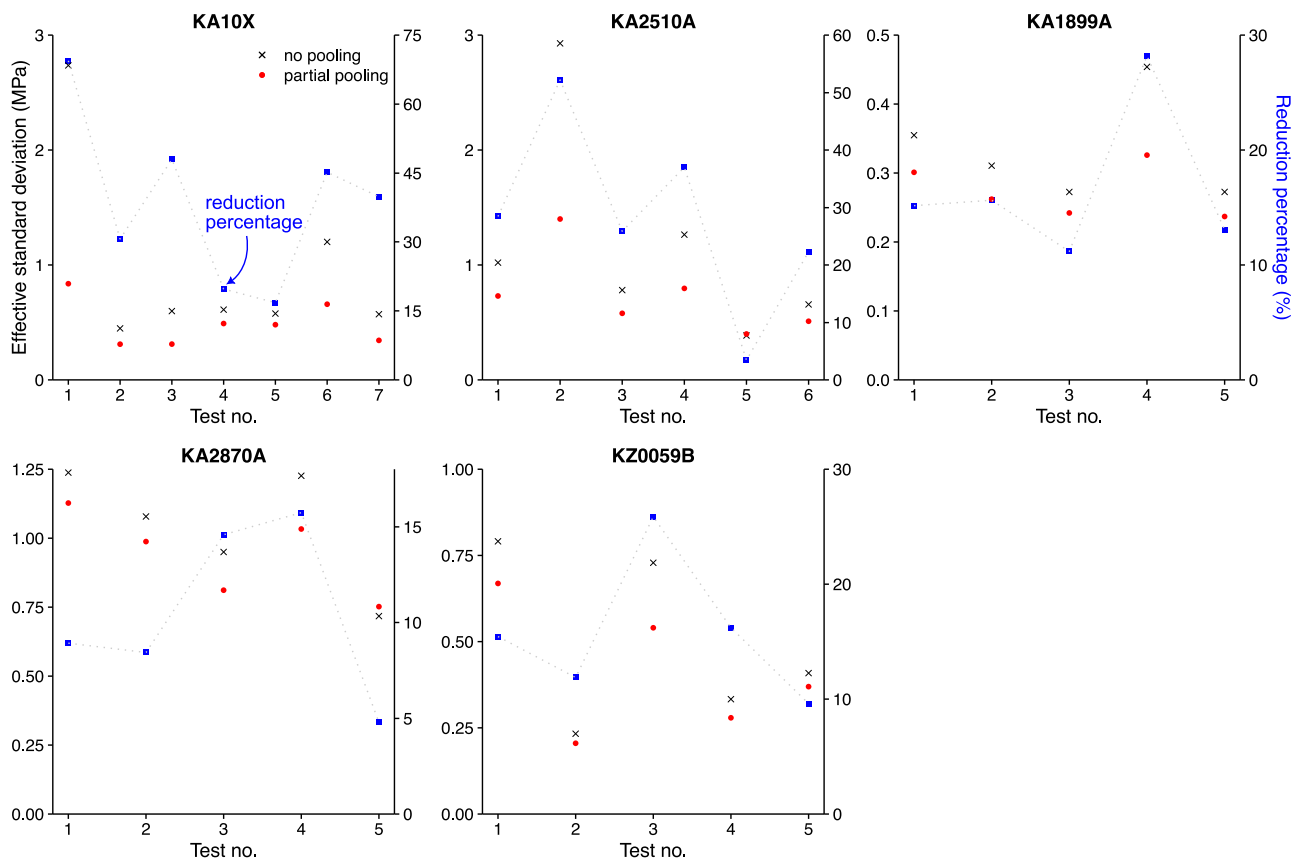 KA10X
3
2
1
0
Effective standard deviation (MPa)
75
60
45
30
15
0
no pooling
partial pooling
reduction
percentage
1 2 3 4 5 6 7
Test no.
KA2510A
3
2
1
0
60
50
40
30
20
10
0
1 2 3 4 5 6
Test no.
KA1899A
0.5
0.4
0.3
0.2
0.1
0.0
30
20
10
0
Reduction percentage (%)
1 2 3 4 5
Test no.
KA2870A
1.25
1.00
0.75
0.50
0.25
0.00
15
10
5
0
1 2 3 4 5
Test no.
KZ0059B
1.00
0.75
0.50
0.25
0.00
30
20
10
0
1 2 3 4 5
Test no.